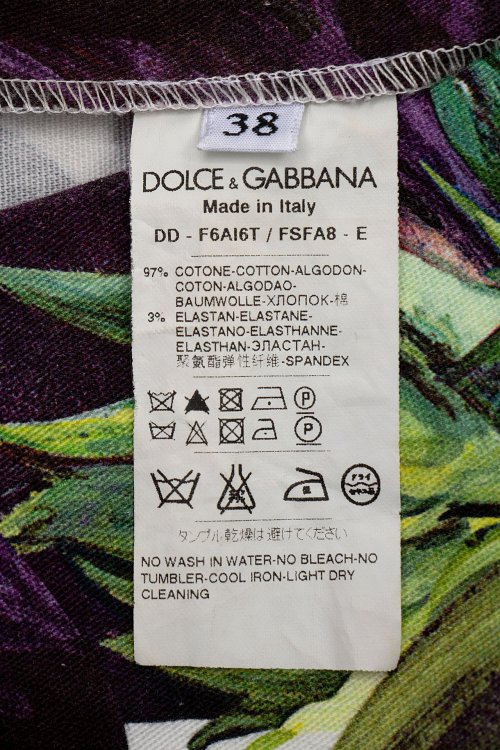 38
DOLCE & GABBANA
Made in Italy
DD - F6AI6T / FSFA8 - E
97% COTONE-COTTON-ALGODON-
COTON-ALGODAO-
BAUMWOLLE-ХЛОПОК-棉
3% ELASTAN-ELASTANE-
ELASTANO-ELASTHANNE-
ELASTHAN-ЭЛАСТАН-
聚氨酯弹性纤维-SPANDEX
P
P
ドライ
タンブル乾燥は避けてください
NO WASH IN WATER-NO BLEACH-NO
TUMBLER-COOL IRON-LIGHT DRY
CLEANING